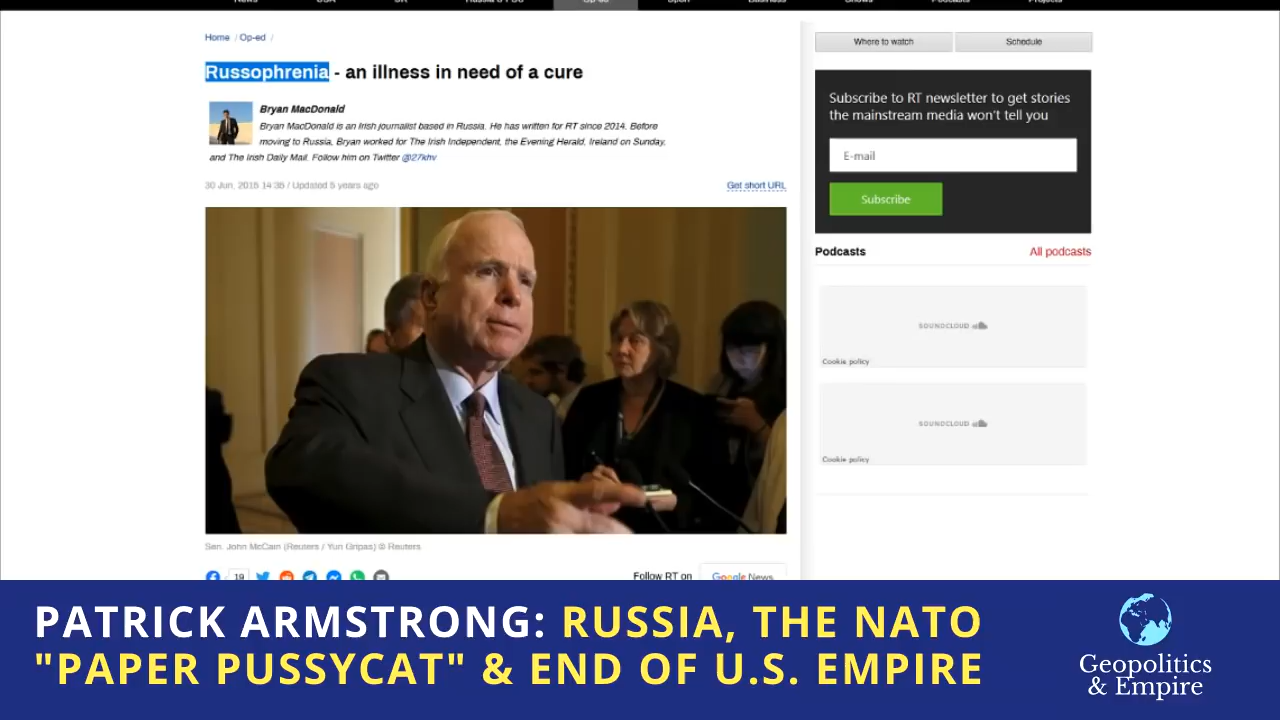 News USA UK Russia & FSU Op-ed Sport Business Shows Podcasts Projects
Home / Op-ed /
Russophrenia - an illness in need of a cure
Bryan MacDonald
Bryan MacDonald is an Irish journalist based in Russia. He has written for RT since 2014. Before
moving to Russia, Bryan worked for The Irish Independent, the Evening Herald, Ireland on Sunday,
and The Irish Daily Mail. Follow him on Twitter @27khv
30 Jun, 2015 14:36 / Updated 5 years ago
Get short URL
Sen. John McCain (Reuters / Yuri Gripas) © Reuters
19
Follow RT on
Google News
Where to watch
Schedule
Subscribe to RT newsletter to get stories
the mainstream media won't tell you
E-mail
Subscribe
Podcasts
All podcasts
SOUNDCLOUD
Cookie policy
SOUNDCLOUD
Cookie policy
PATRICK ARMSTRONG: RUSSIA, THE NATO
"PAPER PUSSYCAT" & END OF U.S. EMPIRE
Geopolitics
& Empire